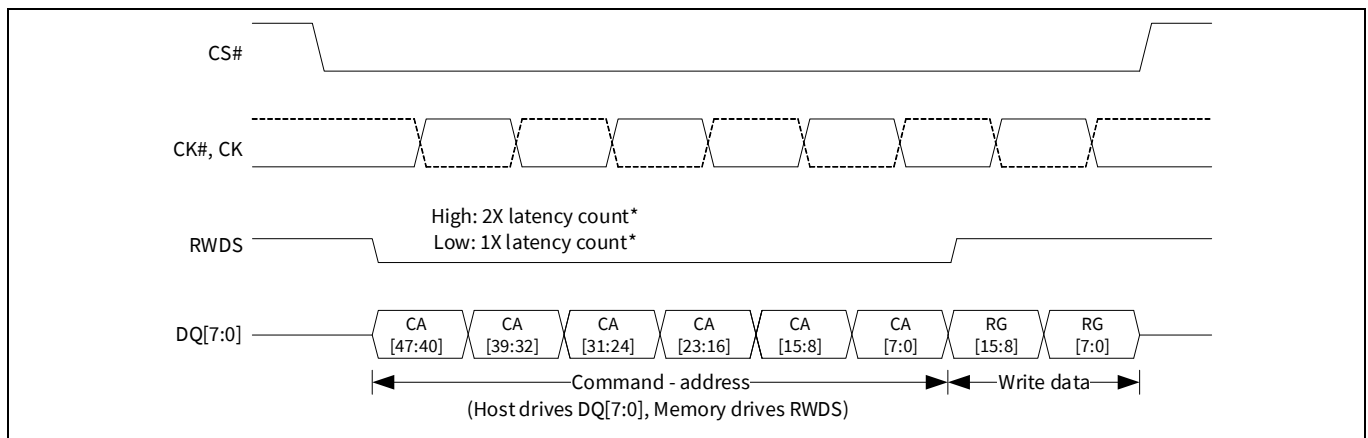 CS#
CK#, CK
High: 2X latency count*
Low: 1X latency count*
RWDS
DQ[7:0]
CA CA CA CA CA CA RG RG
[47:40] [39:32] [31:24] [23:16] [15:8] [7:0] [15:8] [7:0]
Command - address Write data
(Host drives DQ[7:0], Memory drives RWDS)